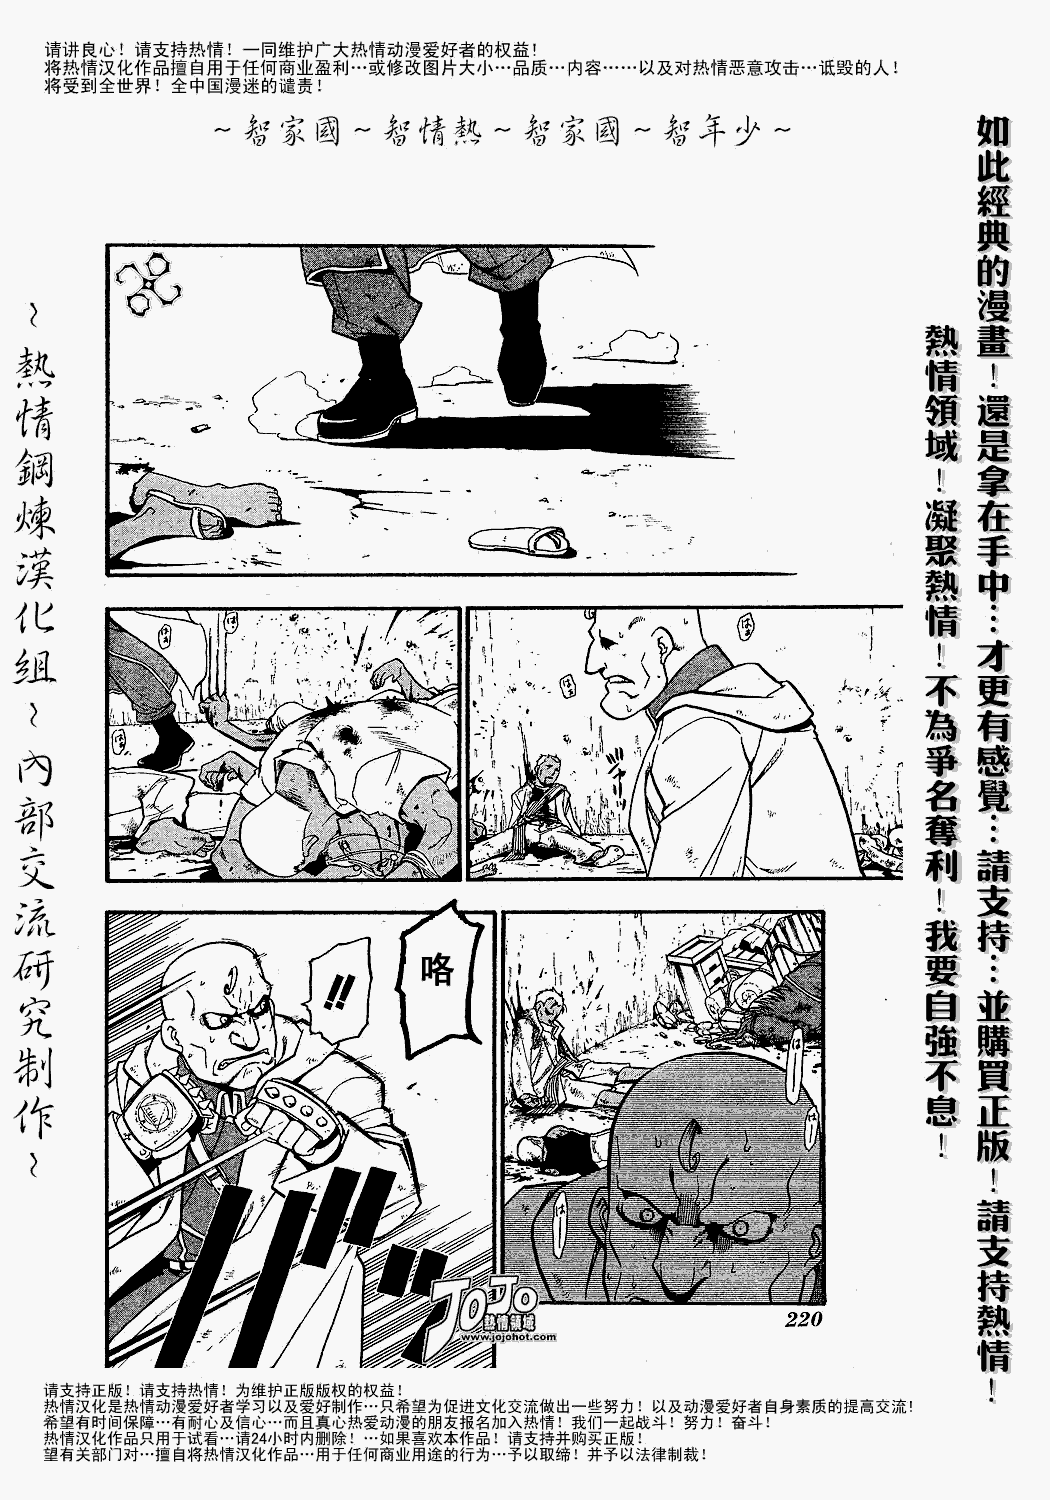 请讲良心！请支持热情！一同维护广大热情动漫爱好者的权益！
将热情汉化作品擅自用于任何商业盈利…或修改图片大小…品质…内容……以及对热情恶意攻击…诋毁的人！
将受到全世界！全中国漫迷的谴责！
～智家國～智情熱～智家國～智年少～
如此經典的漫畫！還是拿在手中…才更有感覺…請支持…並購買正版！請支持熱情！
熱情領域！凝聚熱情！不為爭名奪利！我要自強不息！
～熱情鋼煉漢化組～內部交流研究制作～
はぁ
はぁ
はぁ
はぁ
咯
!!
はぁ
はぁ
はぁ
JOJO
熱情領域
www.jojohot.com
220
请支持正版！请支持热情！为维护正版版权的权益！
热情汉化是热情动漫爱好者学习以及爱好制作…只希望为促进文化交流做出一些努力！以及动漫爱好者自身素质的提高交流！
希望有时间保障…有耐心及信心…而且真心热爱动漫的朋友报名加入热情！我们一起战斗！努力！奋斗！
热情汉化作品只用于试看…请24小时内删除！…如果喜欢本作品！请支持并购买正版！
望有关部门对…擅自将热情汉化作品…用于任何商业用途的行为…予以取缔！并予以法律制裁！